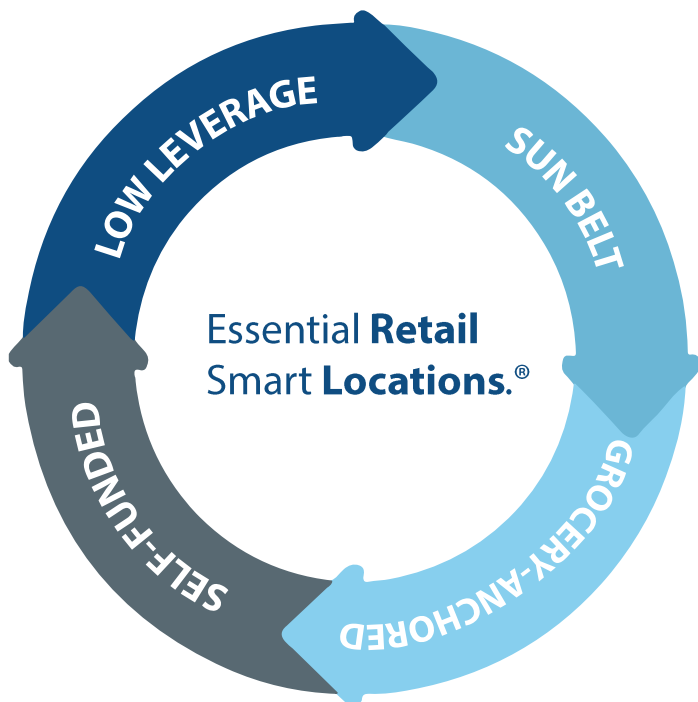 LOW LEVERAGE
SUN BELT
GROCERY-ANCHORED
SELF-FUNDED
Essential Retail
Smart Locations.®